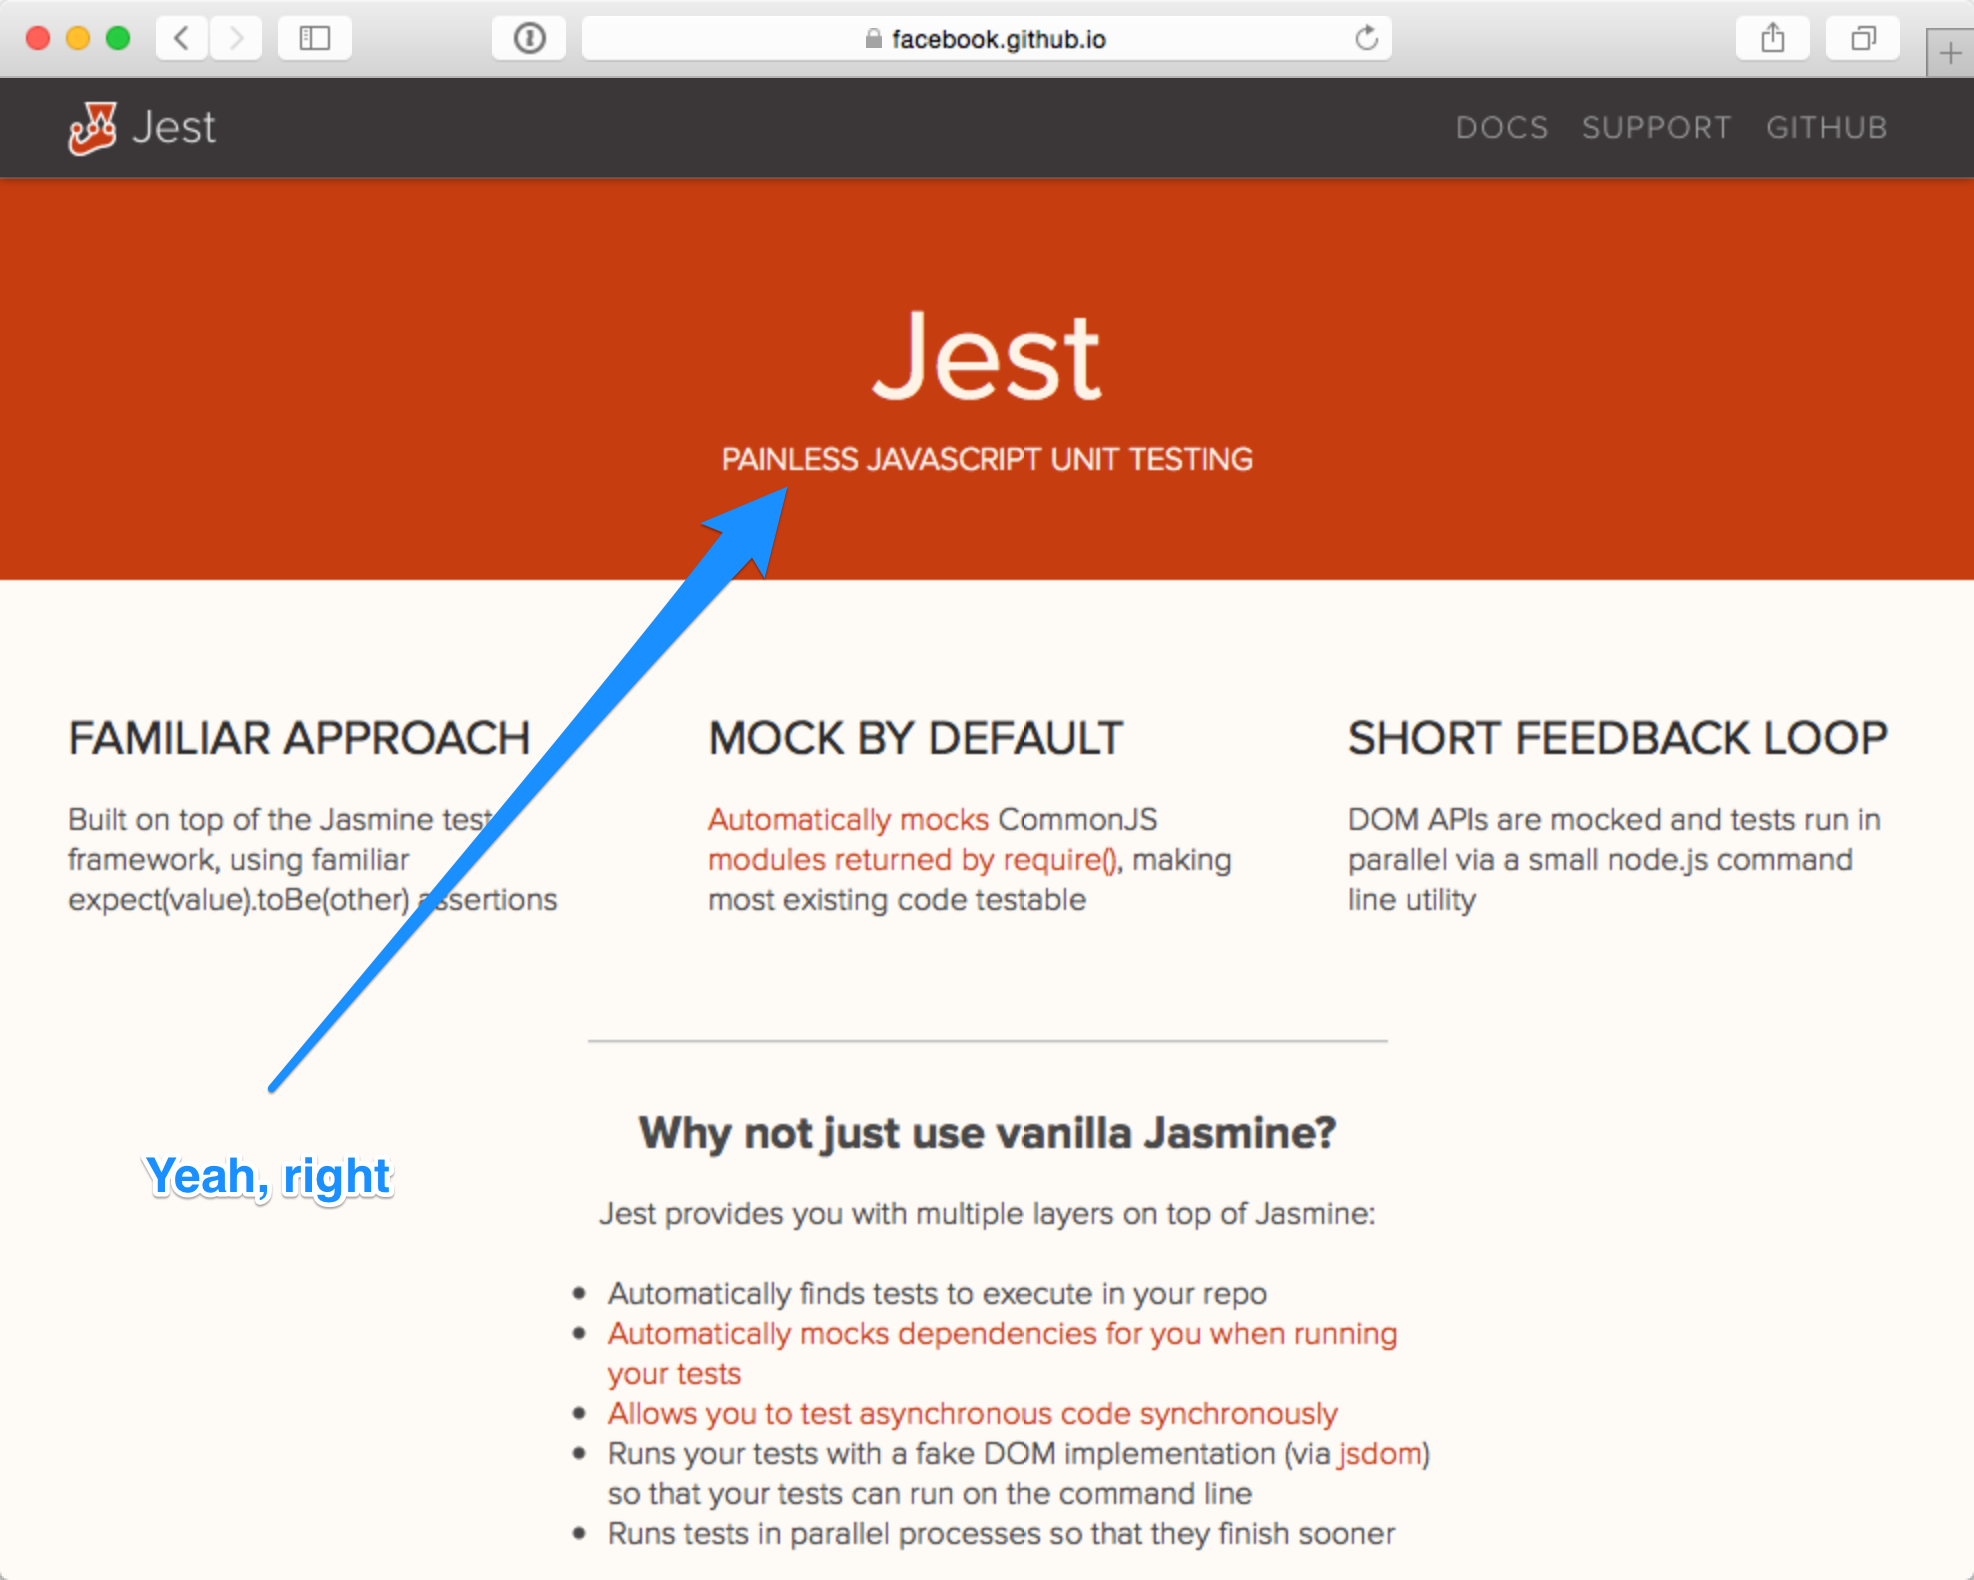 facebook.github.io
Jest
DOCS SUPPORT GITHUB
Jest
PAINLESS JAVASCRIPT UNIT TESTING
FAMILIAR APPROACH
Built on top of the Jasmine test
framework, using familiar
expect(value).toBe(other) assertions
MOCK BY DEFAULT
Automatically mocks CommonJS
modules returned by require(), making
most existing code testable
SHORT FEEDBACK LOOP
DOM APIs are mocked and tests run in
parallel via a small node.js command
line utility
Yeah, right
Why not just use vanilla Jasmine?
Jest provides you with multiple layers on top of Jasmine:
• Automatically finds tests to execute in your repo
• Automatically mocks dependencies for you when running
your tests
• Allows you to test asynchronous code synchronously
• Runs your tests with a fake DOM implementation (via jsdom)
so that your tests can run on the command line
• Runs tests in parallel processes so that they finish sooner